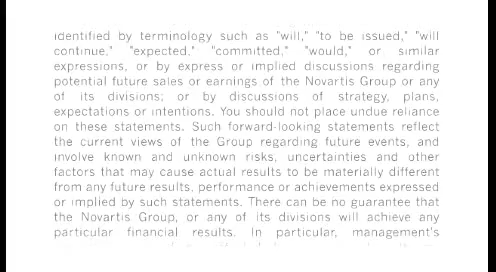 identified by terminology such as "will," "to be issued," "will
continue," "expected," "committed," "would," or similar
expressions, or by express or implied discussions regarding
potential future sales or earnings of the Novartis Group or any
of its divisions; or by discussions of strategy, plans,
expectations or intentions. You should not place undue reliance
on these statements. Such forward-looking statements reflect
the current views of the Group regarding future events, and
involve known and unknown risks, uncertainties and other
factors that may cause actual results to be materially different
from any future results, performance or achievements expressed
or implied by such statements. There can be no guarantee that
the Novartis Group, or any of its divisions will achieve any
particular financial results. In particular, management's